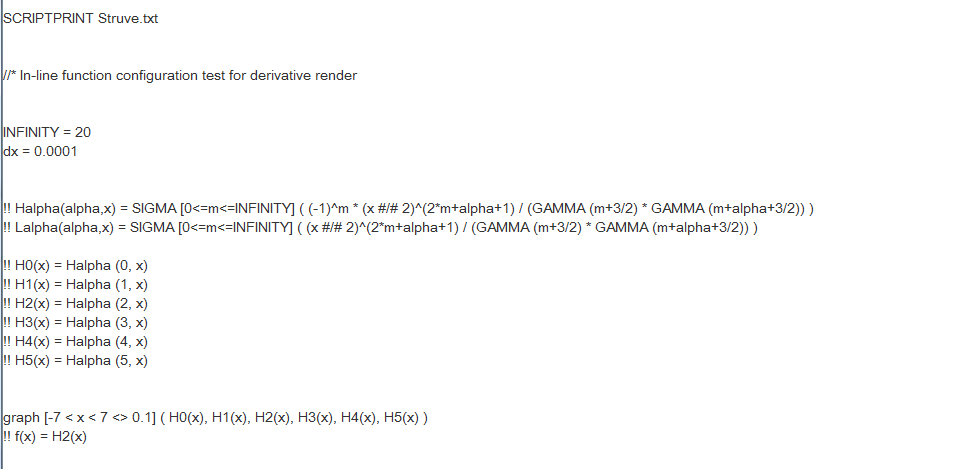 SCRIPTPRINT Struve.txt
//* In-line function configuration test for derivative render
INFINITY = 20
dx = 0.0001
!! Halpha(alpha,x) = SIGMA [0<=m<=INFINITY] ( (-1)^m * (x #/# 2)^(2*m+alpha+1) / (GAMMA (m+3/2) * GAMMA (m+alpha+3/2)) )
!! Lalpha(alpha,x) = SIGMA [0<=m<=INFINITY] ( (x #/# 2)^(2*m+alpha+1) / (GAMMA (m+3/2) * GAMMA (m+alpha+3/2)) )
!! H0(x) = Halpha (0, x)
!! H1(x) = Halpha (1, x)
!! H2(x) = Halpha (2, x)
!! H3(x) = Halpha (3, x)
!! H4(x) = Halpha (4, x)
!! H5(x) = Halpha (5, x)
graph [-7 < x < 7 <> 0.1] ( H0(x), H1(x), H2(x), H3(x), H4(x), H5(x) )
!! f(x) = H2(x)